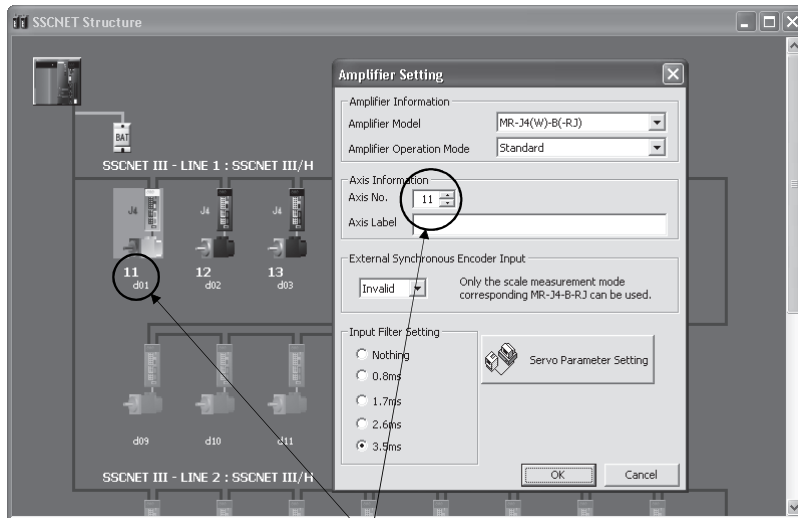 SSCNET Structure
BAT
SSCNET III - LINE 1 : SSCNET III/H
J4
J4
J4
11
d01
12
d02
13
d03
d09
d10
d11
SSCNET III - LINE 2 : SSCNET III/H
Amplifier Setting
Amplifier Information
Amplifier Model
MR-J4(W)-B(-RJ)
Amplifier Operation Mode
Standard
Axis Information
Axis No.
11
Axis Label
External Synchronous Encoder Input
Invalid
Only the scale measurement mode
corresponding MR-J4-B-RJ can be used.
Input Filter Setting
Nothing
0.8ms
1.7ms
2.6ms
3.5ms
Servo Parameter Setting
OK
Cancel